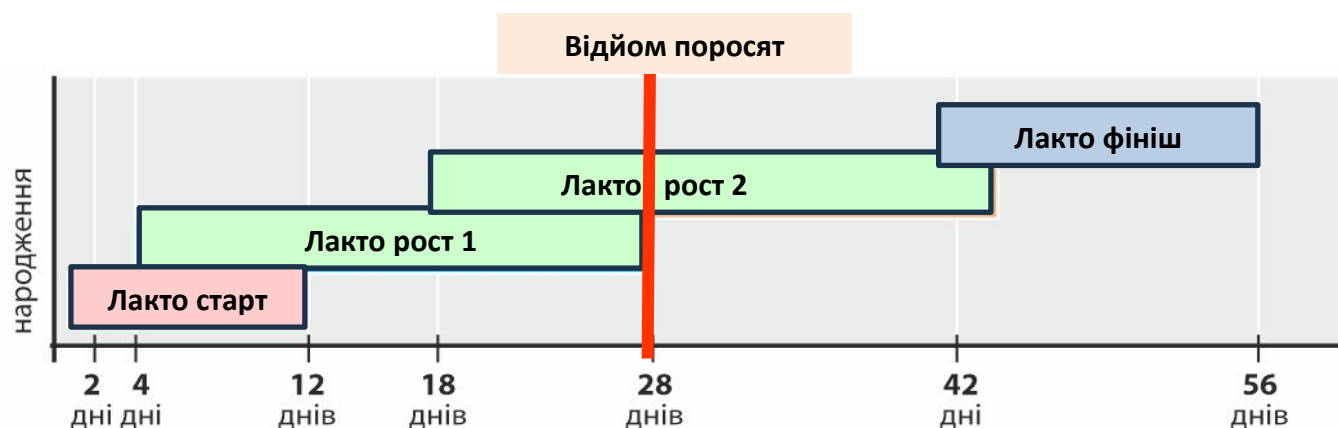 Відйом поросят
Лакто фініш
Лакто рост 2
Лакто рост 1
Лакто старт
народження
2 4 12 18 28 42 56
дні дні днів днів днів дні днів